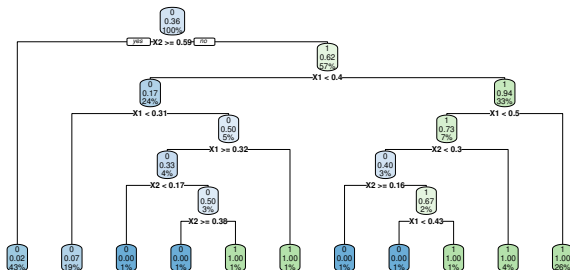 0
0.36
100%
yes X2 >= 0.59 no
1
0.62
57%
X1 < 0.4
0
0.17
24%
1
0.94
33%
X1 < 0.31
X1 < 0.5
0
0.50
5%
1
0.73
7%
X1 >= 0.32
X2 < 0.3
0
0.33
4%
0
0.40
3%
X2 < 0.17
X2 >= 0.16
0
0.50
3%
1
0.67
2%
X2 >= 0.38
X1 < 0.43
0 0 0 0 1 1 0 0 1 1 1
0.02 0.07 0.00 0.00 1.00 1.00 0.00 0.00 1.00 1.00 1.00
43% 19% 1% 1% 1% 1% 1% 1% 1% 4% 26%